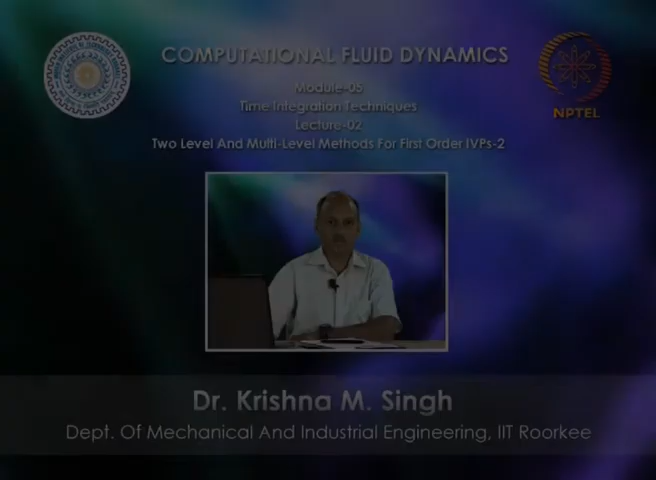 COMPUTATIONAL FLUID DYNAMICS
Module-05
Time Integration Techniques
Lecture-02
Two Level And Multi-Level Methods For First Order IVPs-2
NPTEL
Dr. Krishna M. Singh
Dept. Of Mechanical And Industrial Engineering, IIT Roorkee